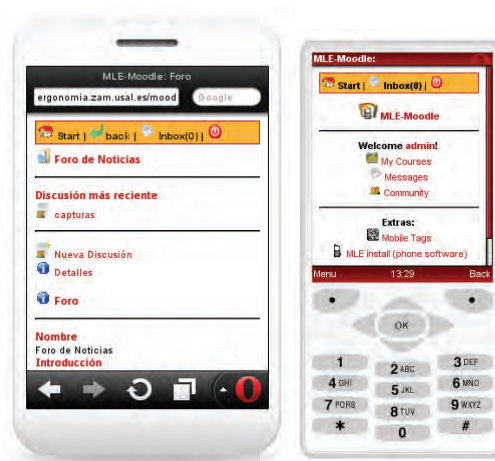 MLE-Moodle: Foro
ergonomia.zam.usal.es/mood
Google
Start | back | Inbox(0) |
Foro de Noticias
Discusión más reciente
capturas
Nueva Discusión
Detalles
Foro
Nombre
Foro de Noticias
Introducción
MLE-Moodle:
Start | Inbox(0) |
MLE-Moodle
Welcome admin!
My Courses
Messages
Community
Extras:
Mobile Tags
MLE install (phone software)
Menu 13:29 Back
OK
1 2 ABC 3 DEF
4 GHI 5 JKL 6 MNO
7 PQRS 8 TUV 9 WXYZ
* 0 #